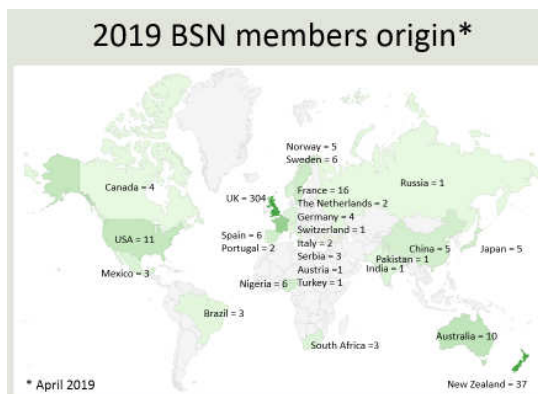 2019 BSN members origin*
Norway = 5
Sweden = 6
Canada = 4
UK = 304
France = 16
The Netherlands = 2
Germany = 4
Switzerland = 1
Italy = 2
Serbia = 3
Austria =1
Turkey = 1
Russia = 1
USA = 11
Spain = 6
Portugal = 2
China = 5
Japan = 5
Pakistan = 1
India = 1
Mexico = 3
Nigeria = 6
Brazil = 3
South Africa =3
Australia = 10
* April 2019
New Zealand = 37